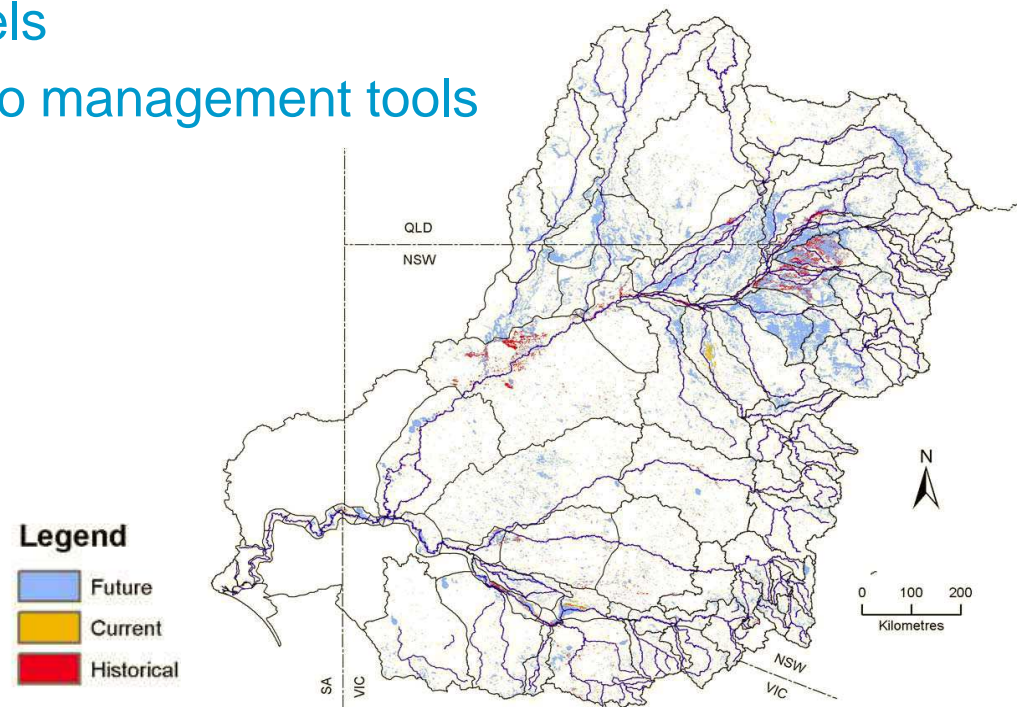 els
o management tools
QLD
NSW
N
Legend
Future
Current
Historical
0 100 200
Kilometres
SA
VIC
NSW
VIC